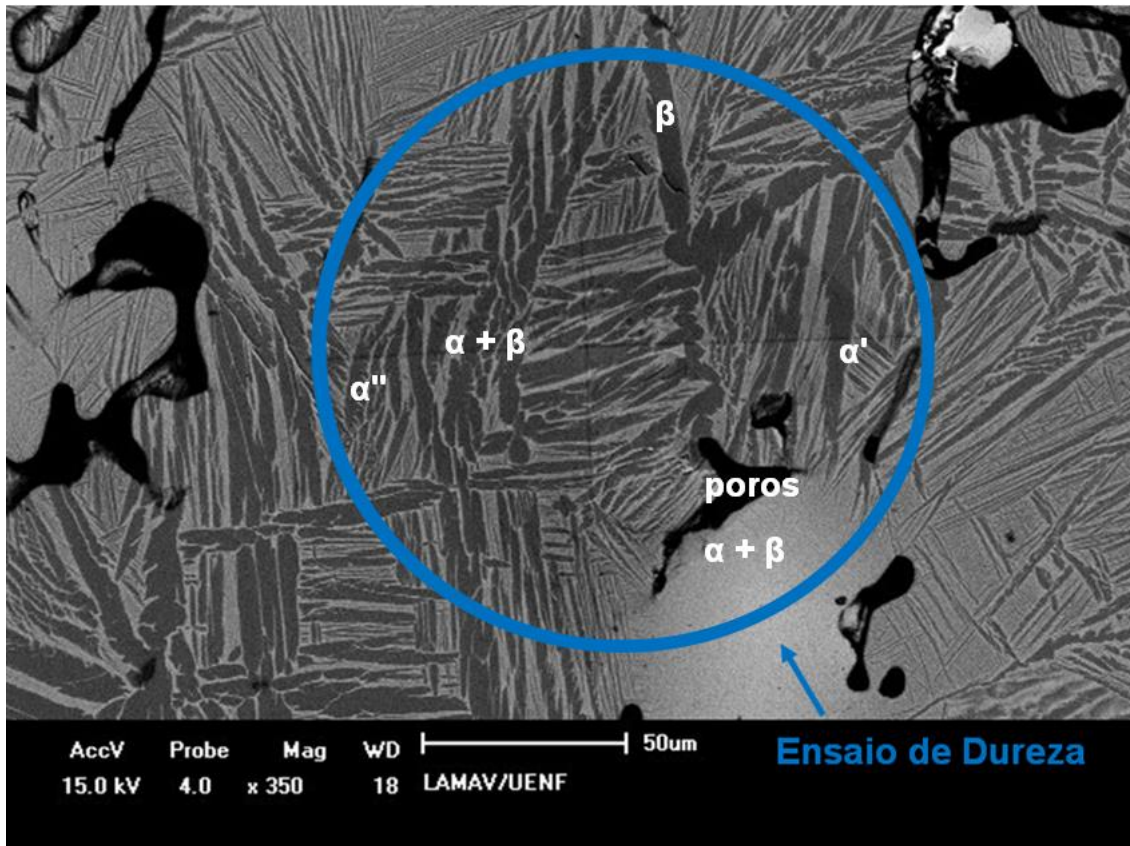 β
α + β
α'
α"
poros
α + β
AccV Probe Mag WD 50um
15.0 kV 4.0 x 350 18 LAMAV/UENF
Ensaio de Dureza